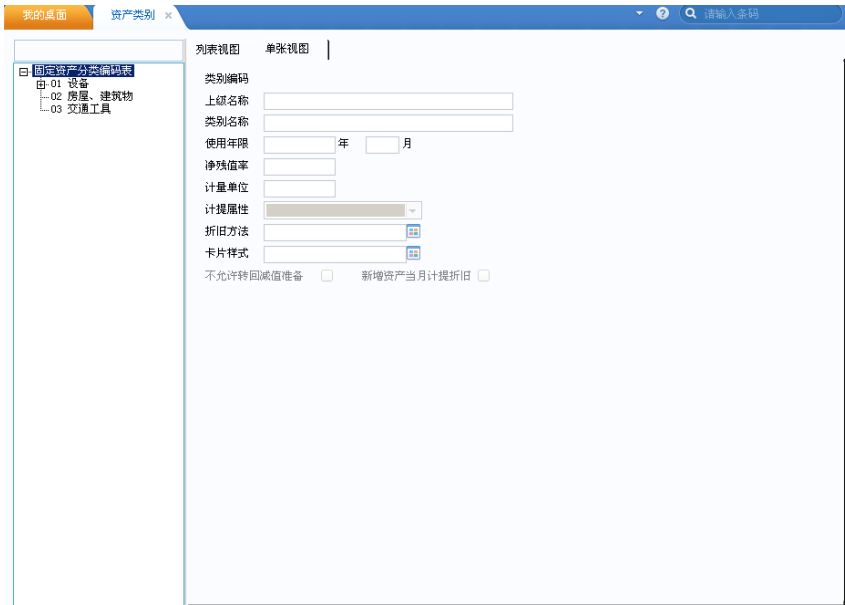 我的桌面 资产类别 × 请输入条码
列表视图 单张视图
固定资产分类编码表
01 设备
02 房屋、建筑物
03 交通工具
类别编码
上级名称
类别名称
使用年限 年 月
净残值率
计量单位
计提属性
折旧方法
卡片样式
不允许转回减值准备 新增资产当月计提折旧